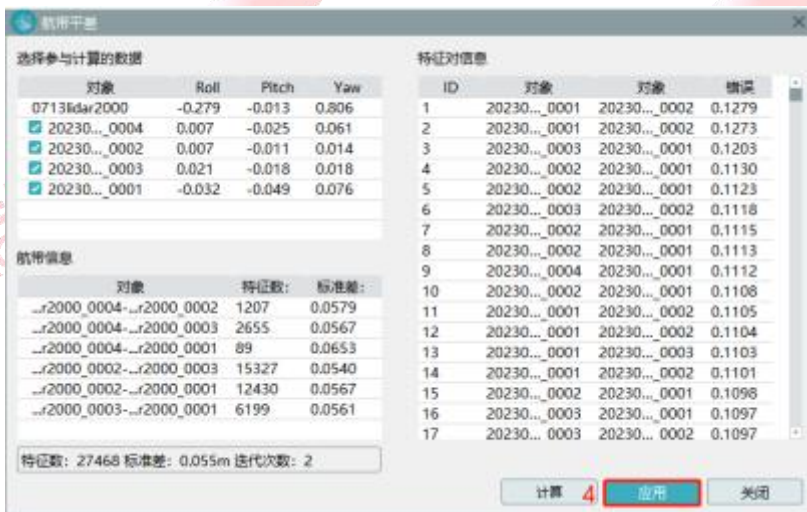 航带平差
选择参与计算的数据
对象 Roll Pitch Yaw
0713lidar2000 -0.279 -0.013 0.806
20230..._0004 0.007 -0.025 0.061
20230..._0002 0.007 -0.011 0.014
20230..._0003 0.021 -0.018 0.018
20230..._0001 -0.032 -0.049 0.076
航带信息
对象 特征数: 标准差:
...r2000_0004-...r2000_0002 1207 0.0579
...r2000_0004-...r2000_0003 2655 0.0567
...r2000_0004-...r2000_0001 89 0.0653
...r2000_0002-...r2000_0003 15327 0.0540
...r2000_0002-...r2000_0001 12430 0.0567
...r2000_0003-...r2000_0001 6199 0.0561
特征数: 27468 标准差: 0.055m 迭代次数: 2
特征对信息
ID 对象 对象 错误
1 20230..._0001 20230..._0002 0.1279
2 20230..._0002 20230..._0001 0.1273
3 20230..._0003 20230..._0001 0.1203
4 20230..._0002 20230..._0001 0.1130
5 20230..._0002 20230..._0001 0.1123
6 20230..._0003 20230..._0002 0.1118
7 20230..._0002 20230..._0001 0.1115
8 20230..._0002 20230..._0001 0.1113
9 20230..._0004 20230..._0001 0.1112
10 20230..._0002 20230..._0001 0.1108
11 20230..._0001 20230..._0002 0.1105
12 20230..._0001 20230..._0002 0.1104
13 20230..._0001 20230..._0003 0.1103
14 20230..._0001 20230..._0002 0.1101
15 20230..._0002 20230..._0001 0.1098
16 20230..._0003 20230..._0001 0.1097
17 20230..._0003 20230..._0002 0.1097
计算 4 应用 关闭